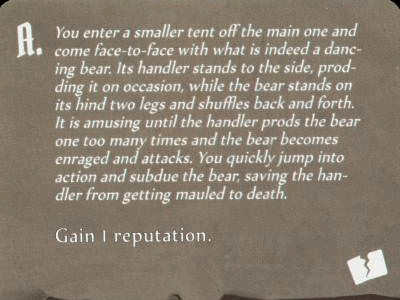 A. You enter a smaller tent off the main one and
come face-to-face with what is indeed a danc-
ing bear. Its handler stands to the side, prod-
ding it on occasion, while the bear stands on
its hind two legs and shuffles back and forth.
It is amusing until the handler prods the bear
one too many times and the bear becomes
enraged and attacks. You quickly jump into
action and subdue the bear, saving the han-
dler from getting mauled to death.
Gain 1 reputation.